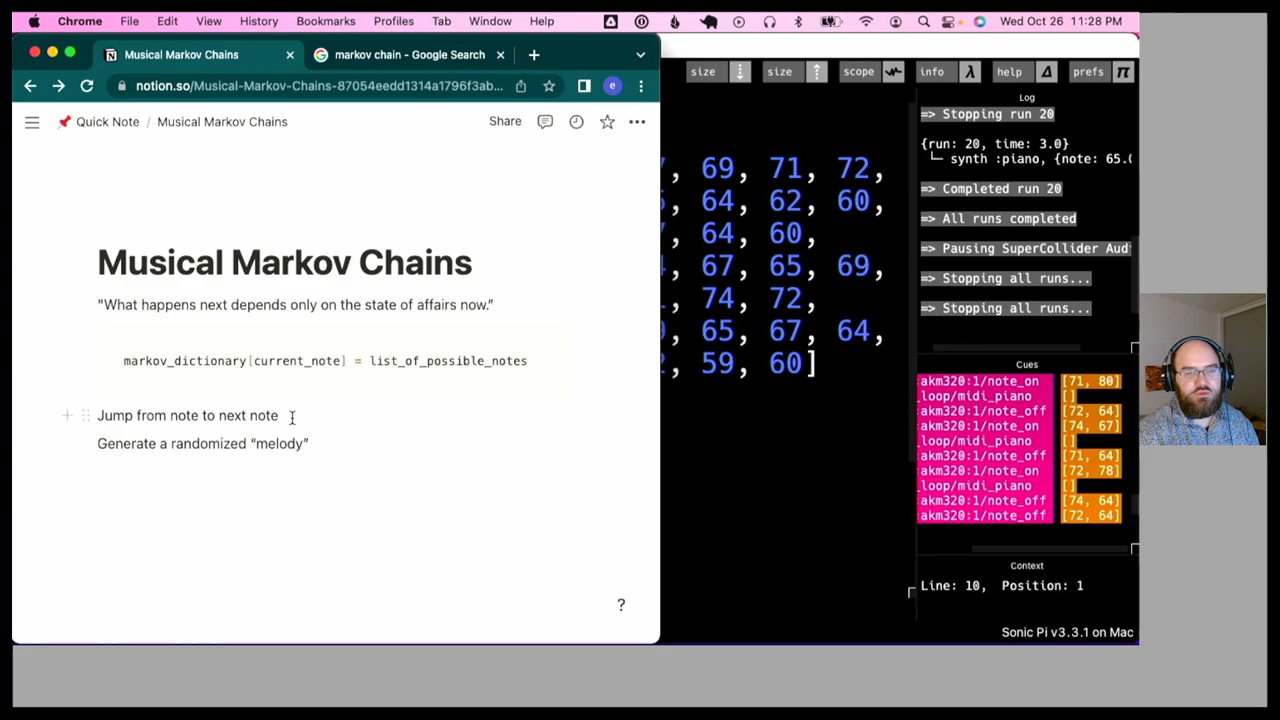 Chrome File Edit View History Bookmarks Profiles Tab Window Help Wed Oct 26 11:28 PM
Musical Markov Chains
markov chain - Google Search
notion.so/Musical-Markov-Chains-87054eedd1314a1796f3ab...
e
Quick Note / Musical Markov Chains
Share
Musical Markov Chains
"What happens next depends only on the state of affairs now.”
markov_dictionary[current_note] = list_of_possible_notes
Jump from note to next note
Generate a randomized “melody”
?
size
size
scope
info λ
help Δ
prefs π
, 69, 71, 72,
, 64, 62, 60,
, 64, 60,
, 67, 65, 69,
, 74, 72,
, 65, 67, 64,
, 59, 60]
Log
=> Stopping run 20
{run: 20, time: 3.0}
└─ synth :piano, {note: 65.0
=> Completed run 20
=> All runs completed
=> Pausing SuperCollider Aud
=> Stopping all runs...
=> Stopping all runs...
Cues
:akm320:1/note_on [71, 80]
_loop/midi_piano []
:akm320:1/note_off [72, 64]
:akm320:1/note_on [74, 67]
_loop/midi_piano []
:akm320:1/note_off [71, 64]
:akm320:1/note_on [72, 78]
_loop/midi_piano []
:akm320:1/note_off [74, 64]
:akm320:1/note_off [72, 64]
Context
Line: 10, Position: 1
Sonic Pi v3.3.1 on Mac